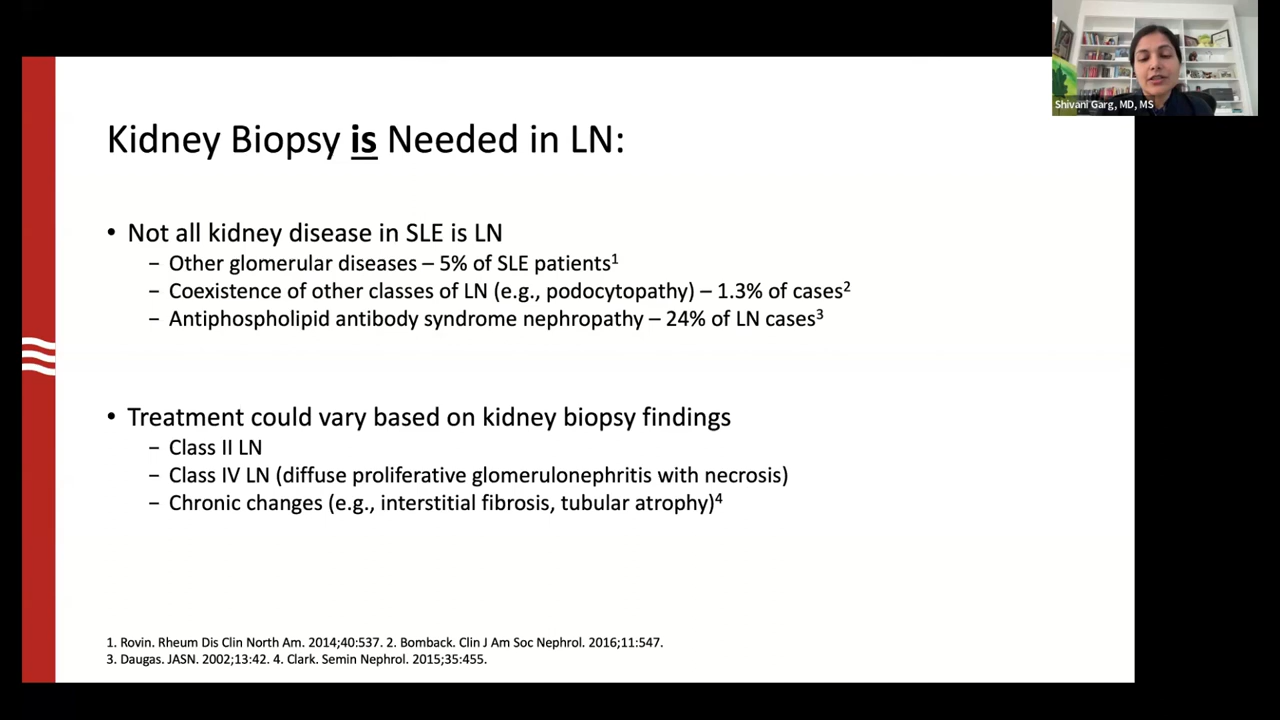 Shivani Garg, MD, MS
Kidney Biopsy is Needed in LN:
• Not all kidney disease in SLE is LN
– Other glomerular diseases – 5% of SLE patients¹
– Coexistence of other classes of LN (e.g., podocytopathy) – 1.3% of cases²
– Antiphospholipid antibody syndrome nephropathy – 24% of LN cases³
• Treatment could vary based on kidney biopsy findings
– Class II LN
– Class IV LN (diffuse proliferative glomerulonephritis with necrosis)
– Chronic changes (e.g., interstitial fibrosis, tubular atrophy)⁴
1. Rovin. Rheum Dis Clin North Am. 2014;40:537. 2. Bomback. Clin J Am Soc Nephrol. 2016;11:547.
3. Daugas. JASN. 2002;13:42. 4. Clark. Semin Nephrol. 2015;35:455.